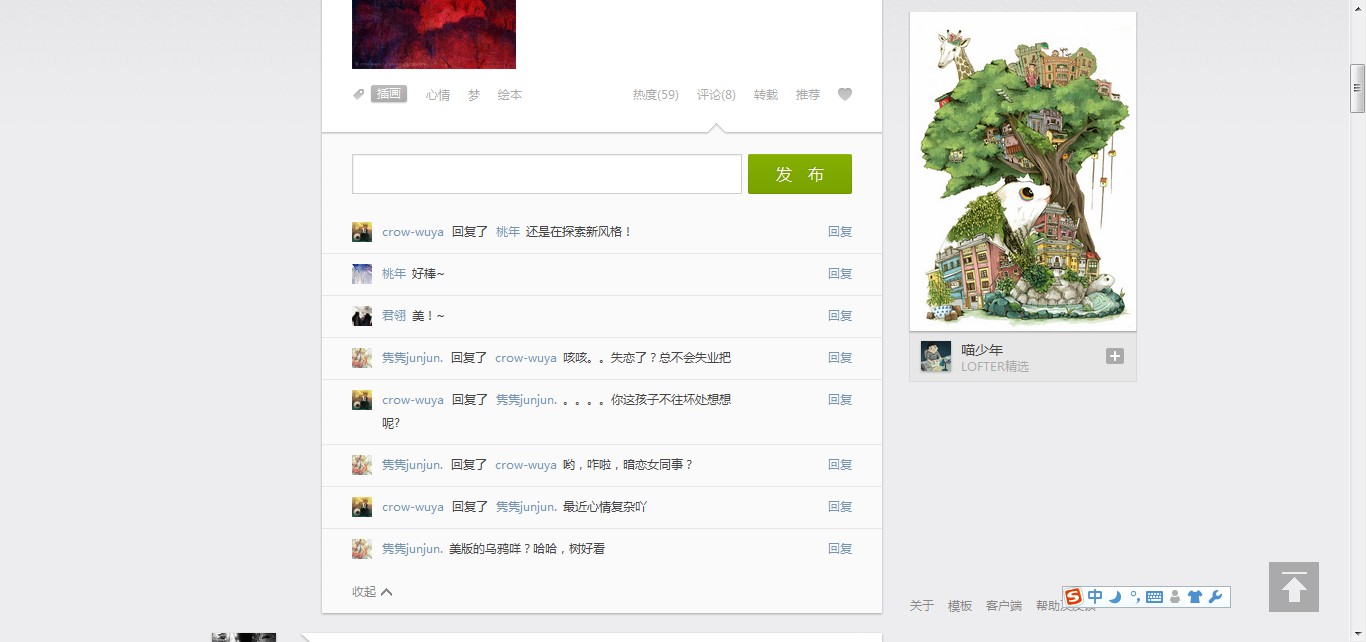 插画 心情 梦 绘本 热度(59) 评论(8) 转载 推荐
发 布
crow-wuya 回复了 桃年 还是在探索新风格！ 回复
桃年 好棒~ 回复
君翎 美！~ 回复
隽隽junjun. 回复了 crow-wuya 咳咳。。失恋了？总不会失业把 回复
crow-wuya 回复了 隽隽junjun. 。。。。你这孩子不往坏处想想 回复
呢?
隽隽junjun. 回复了 crow-wuya 哟，咋啦，暗恋女同事？ 回复
crow-wuya 回复了 隽隽junjun. 最近心情复杂吖 回复
隽隽junjun. 美版的乌鸦咩？哈哈，树好看 回复
收起
喵少年
LOFTER精选
关于 模板 客户端 帮助及反馈
中